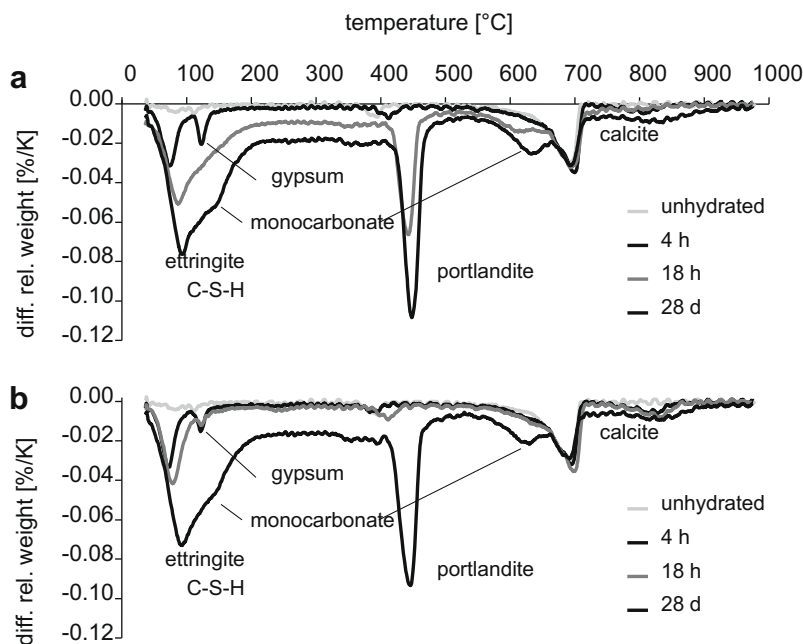 temperature [°C]
a
0 100 200 300 400 500 600 700 800 900 1000
0.00
-0.02
-0.04
-0.06
-0.08
-0.10
-0.12
diff. rel. weight [%/K]
calcite
gypsum
monocarbonate
ettringite
C-S-H
portlandite
unhydrated
4 h
18 h
28 d
b
0.00
-0.02
-0.04
-0.06
-0.08
-0.10
-0.12
diff. rel. weight [%/K]
calcite
gypsum
monocarbonate
ettringite
C-S-H
portlandite
unhydrated
4 h
18 h
28 d